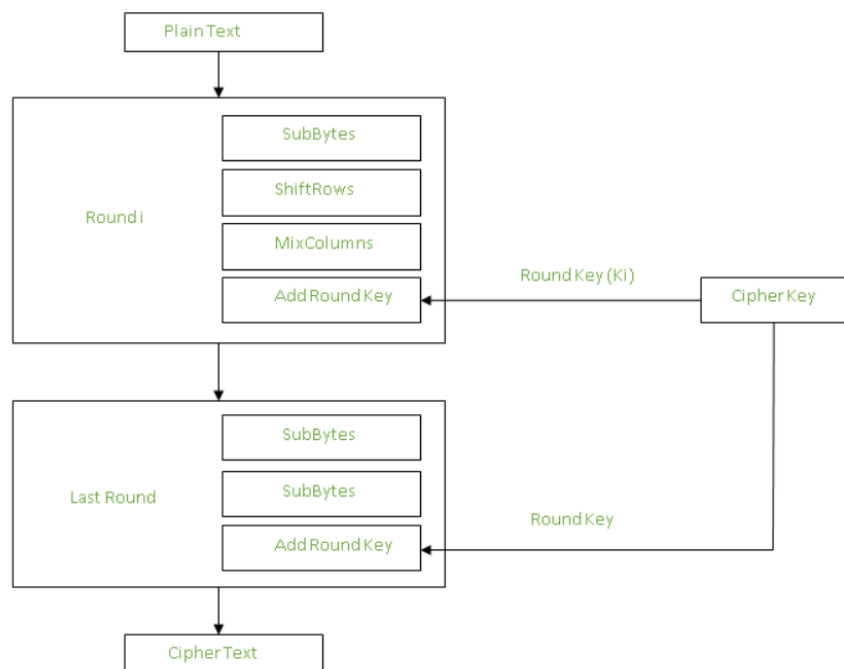 Plain Text
SubBytes
ShiftRows
Round i
MixColumns
Add Round Key
Round Key (Ki)
Cipher Key
SubBytes
Last Round
SubBytes
Add Round Key
Round Key
Cipher Text